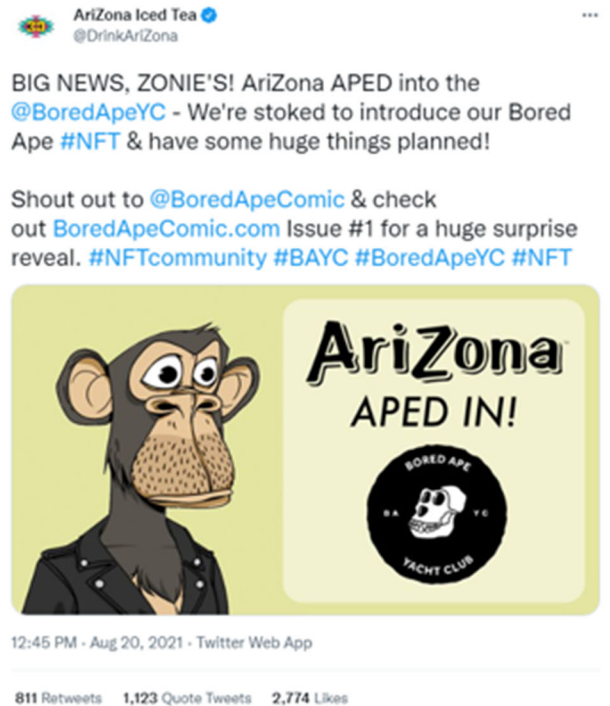 AriZona Iced Tea
@DrinkAriZona
BIG NEWS, ZONIE'S! AriZona APED into the
@BoredApeYC - We're stoked to introduce our Bored
Ape #NFT & have some huge things planned!
Shout out to @BoredApeComic & check
out BoredApeComic.com Issue #1 for a huge surprise
reveal. #NFTcommunity #BAYC #BoredApeYC #NFT
AriZona
APED IN!
BORED APE
BA YC
YACHT CLUB
12:45 PM · Aug 20, 2021 · Twitter Web App
811 Retweets 1,123 Quote Tweets 2,774 Likes